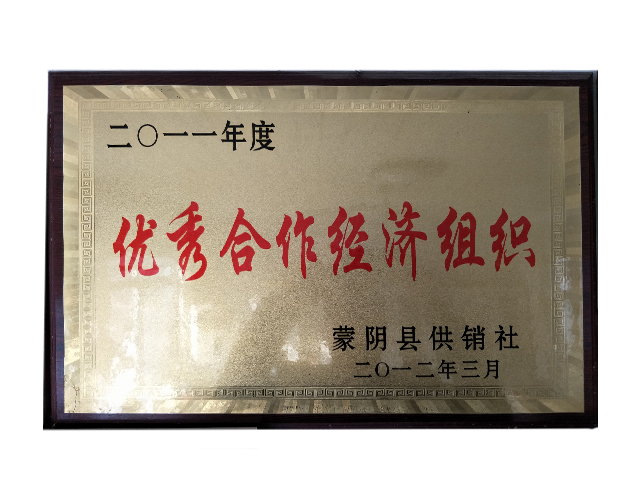 二〇一一年度
优秀合作经济组织
蒙阴县供销社
二〇一二年三月